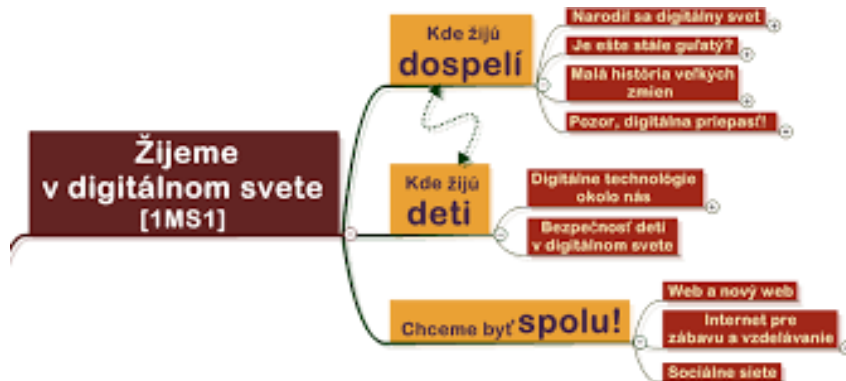 Žijeme
v digitálnom svete
[1MS1]
Kde žijú
dospelí
Narodil sa digitálny svet
Je ešte stále guľatý?
Malá história veľkých
zmien
Pozor, digitálna priepasť!
Kde žijú
deti
Digitálne technológie
okolo nás
Bezpečnosť detí
v digitálnom svete
Chceme byť spolu!
Web a nový web
Internet pre
zábavu a vzdelávanie
Sociálne siete